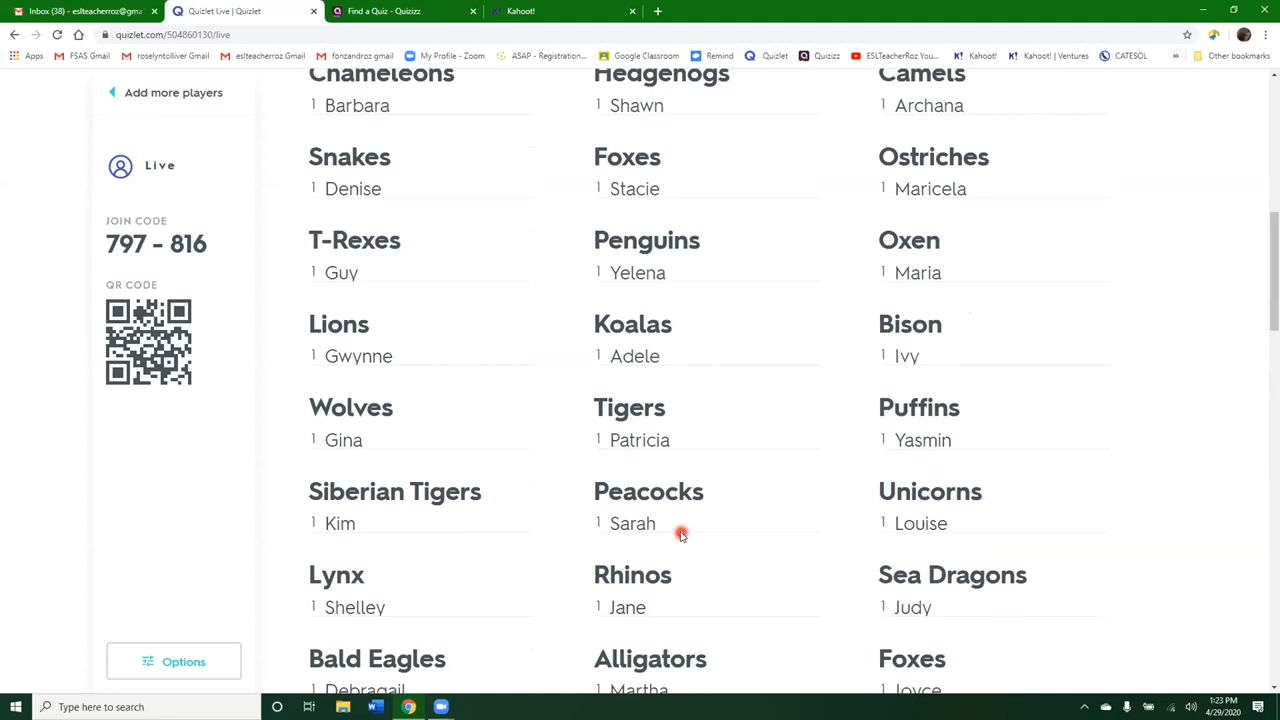 Inbox (38) - eslteacherroz@gma
Quizlet Live | Quizlet
Find a Quiz - Quizizz
Kahoot!
quizlet.com/504860130/live
Apps
FSAS Gmail
roselyntolliver Gmail
eslteacherroz Gmail
fonzandroz gmail
My Profile - Zoom
ASAP - Registration...
Google Classroom
Remind
Quizlet
Quizizz
ESLTeacherRoz You...
Kahoot!
Kahoot! | Ventures
CATESOL
»
Other bookmarks
Add more players
Live
JOIN CODE
797 - 816
QR CODE
Options
Chameleons
1 Barbara
Hedgehogs
1 Shawn
Camels
1 Archana
Snakes
1 Denise
Foxes
1 Stacie
Ostriches
1 Maricela
T-Rexes
1 Guy
Penguins
1 Yelena
Oxen
1 Maria
Lions
1 Gwynne
Koalas
1 Adele
Bison
1 Ivy
Wolves
1 Gina
Tigers
1 Patricia
Puffins
1 Yasmin
Siberian Tigers
1 Kim
Peacocks
1 Sarah
Unicorns
1 Louise
Lynx
1 Shelley
Rhinos
1 Jane
Sea Dragons
1 Judy
Bald Eagles
Debragail
Alligators
Martha
Foxes
Joyce
Type here to search
1:23 PM
4/29/2020